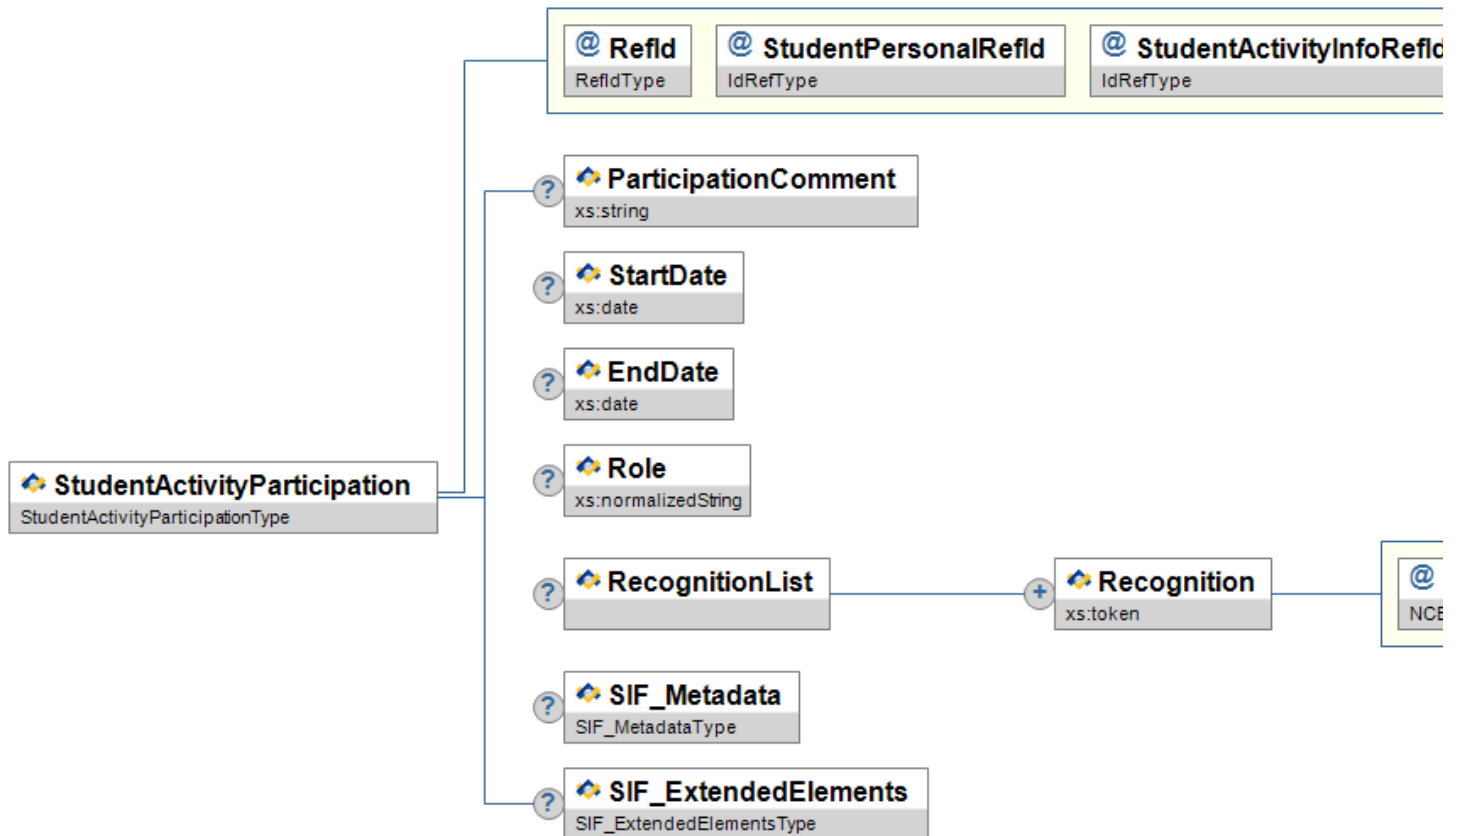 @ RefId
RefIdType
@ StudentPersonalRefId
IdRefType
@ StudentActivityInfoRefId
IdRefType
? ParticipationComment
xs:string
? StartDate
xs:date
? EndDate
xs:date
? Role
xs:normalizedString
StudentActivityParticipation
StudentActivityParticipationType
? RecognitionList
+ Recognition
xs:token
@
? SIF_Metadata
SIF_MetadataType
? SIF_ExtendedElements
SIF_ExtendedElementsType